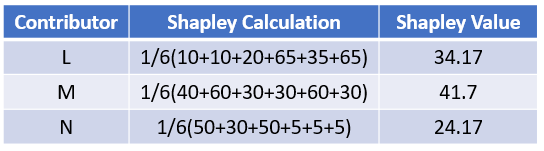 Contributor Shapley Calculation Shapley Value
L 1/6(10+10+20+65+35+65) 34.17
M 1/6(40+60+30+30+60+30) 41.7
N 1/6(50+30+50+5+5+5) 24.17